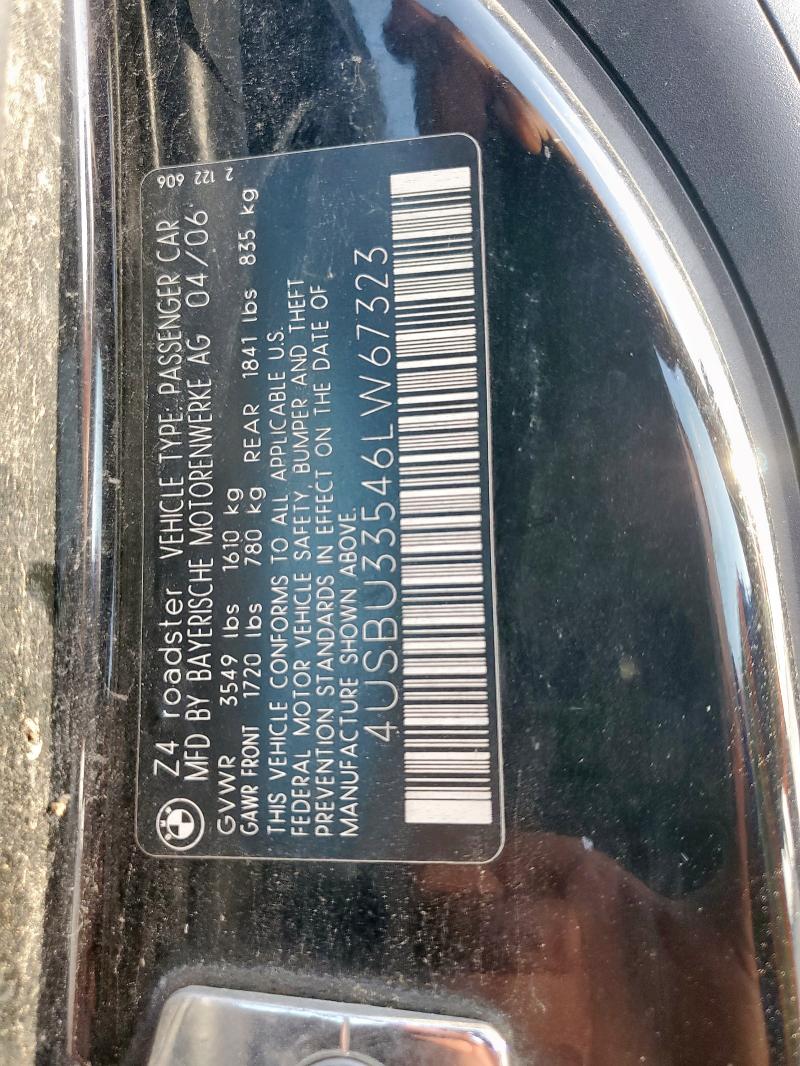 Z4 roadster VEHICLE TYPE: PASSENGER CAR
MFD BY BAYERISCHE MOTORENWERKE AG 04/06
GVWR 3549 lbs 1610 kg
GAWR FRONT 1720 lbs 780 kg REAR 1841 lbs 835 kg
THIS VEHICLE CONFORMS TO ALL APPLICABLE U.S.
FEDERAL MOTOR VEHICLE SAFETY, BUMPER AND THEFT
PREVENTION STANDARDS IN EFFECT ON THE DATE OF
MANUFACTURE SHOWN ABOVE.
4USBU33546LW67323
2 122 606